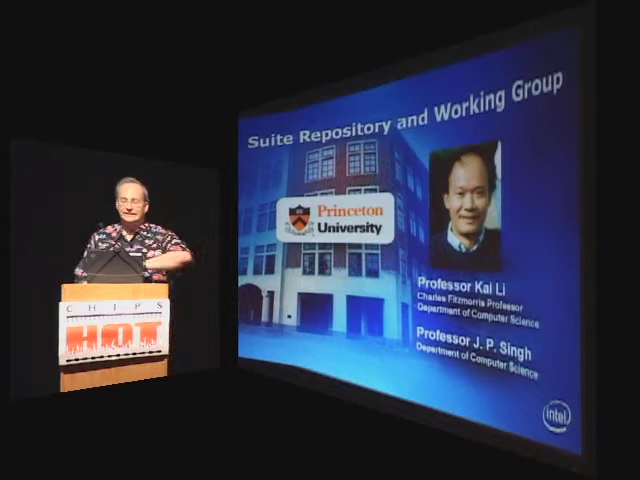 Suite Repository and Working Group
Princeton
University
Professor Kai Li
Charles Fitzmorris Professor
Department of Computer Science
Professor J. P. Singh
Department of Computer Science
intel
CHIPS
HOT